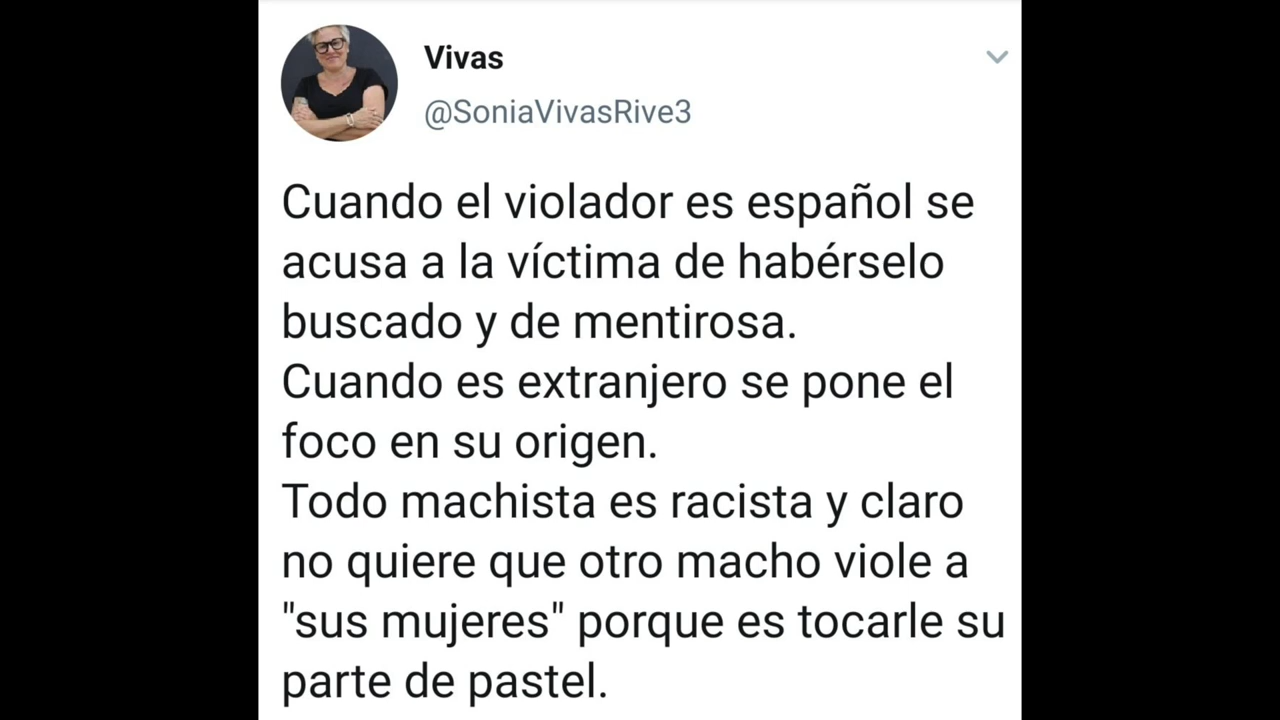 Vivas
@SoniaVivasRive3
Cuando el violador es español se
acusa a la víctima de habérselo
buscado y de mentirosa.
Cuando es extranjero se pone el
foco en su origen.
Todo machista es racista y claro
no quiere que otro macho viole a
"sus mujeres" porque es tocarle su
parte de pastel.